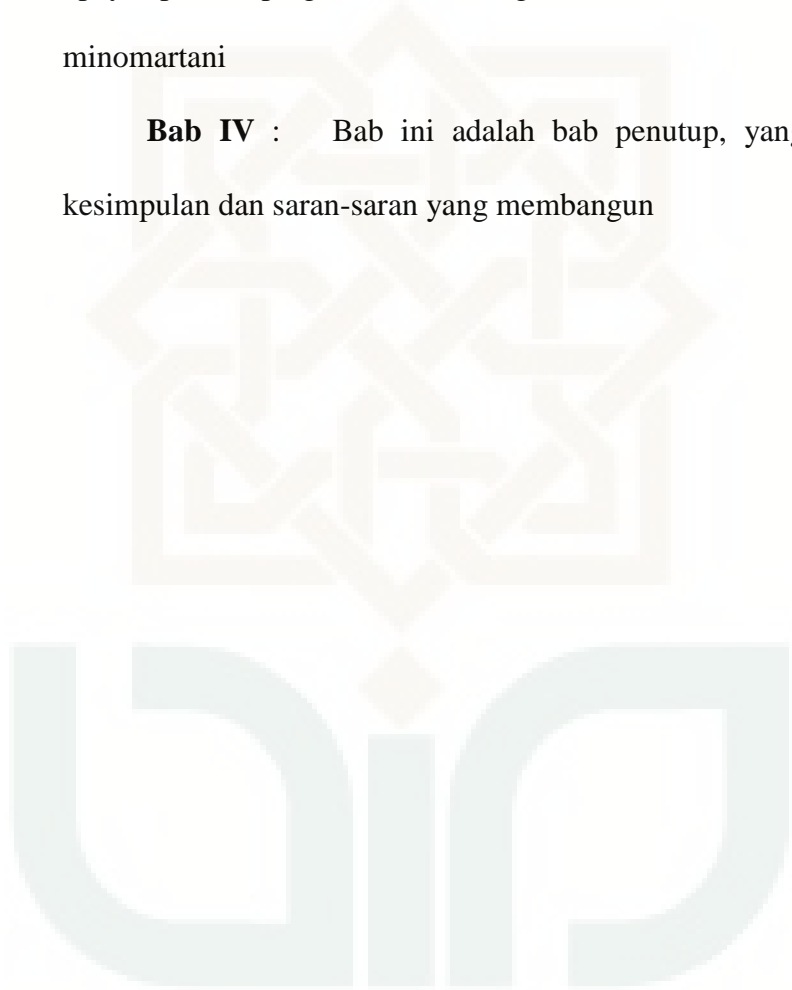 minomartani
Bab IV : Bab ini adalah bab penutup, yang
kesimpulan dan saran-saran yang membangun